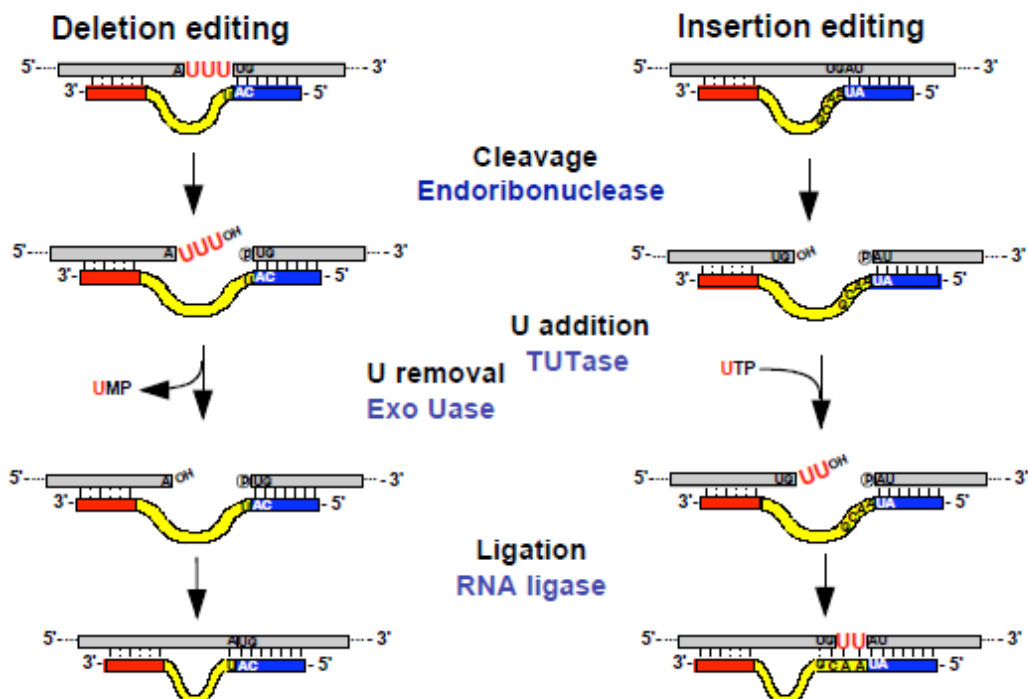 Deletion editing
Insertion editing
5'
A UUU UG
3'
3'
AC
5'
5'
UG AU
3'
3'
G C A A UA
5'
Cleavage
Endoribonuclease
5'
A UUU OH
p UG
3'
3'
AC
5'
5'
UG OH
p AU
3'
3'
G C A A UA
5'
U addition
TUTase
U removal
Exo Uase
UMP
UTP
5'
A OH
p UG
3'
3'
AC
5'
5'
UG UU OH
p AU
3'
3'
G C A A UA
5'
Ligation
RNA ligase
5'
A UG
3'
3'
AC
5'
5'
UG UU AU
3'
3'
G C A A UA
5'